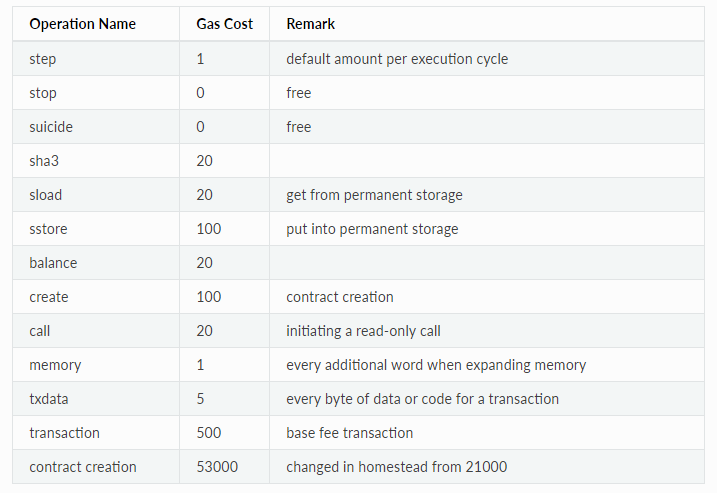 Operation Name Gas Cost Remark
step 1 default amount per execution cycle
stop 0 free
suicide 0 free
sha3 20
sload 20 get from permanent storage
sstore 100 put into permanent storage
balance 20
create 100 contract creation
call 20 initiating a read-only call
memory 1 every additional word when expanding memory
txdata 5 every byte of data or code for a transaction
transaction 500 base fee transaction
contract creation 53000 changed in homestead from 21000